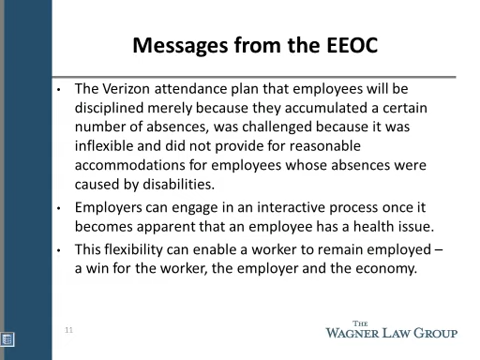 Messages from the EEOC
• The Verizon attendance plan that employees will be
disciplined merely because they accumulated a certain
number of absences, was challenged because it was
inflexible and did not provide for reasonable
accommodations for employees whose absences were
caused by disabilities.
• Employers can engage in an interactive process once it
becomes apparent that an employee has a health issue.
• This flexibility can enable a worker to remain employed –
a win for the worker, the employer and the economy.
11
THE
WAGNER LAW GROUP